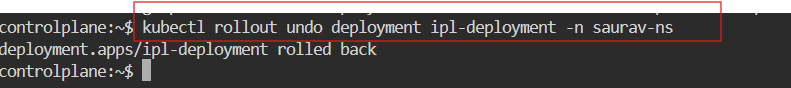 controlplane:~$ kubectl rollout undo deployment ipl-deployment -n saurav-ns
deployment.apps/ipl-deployment rolled back
controlplane:~$